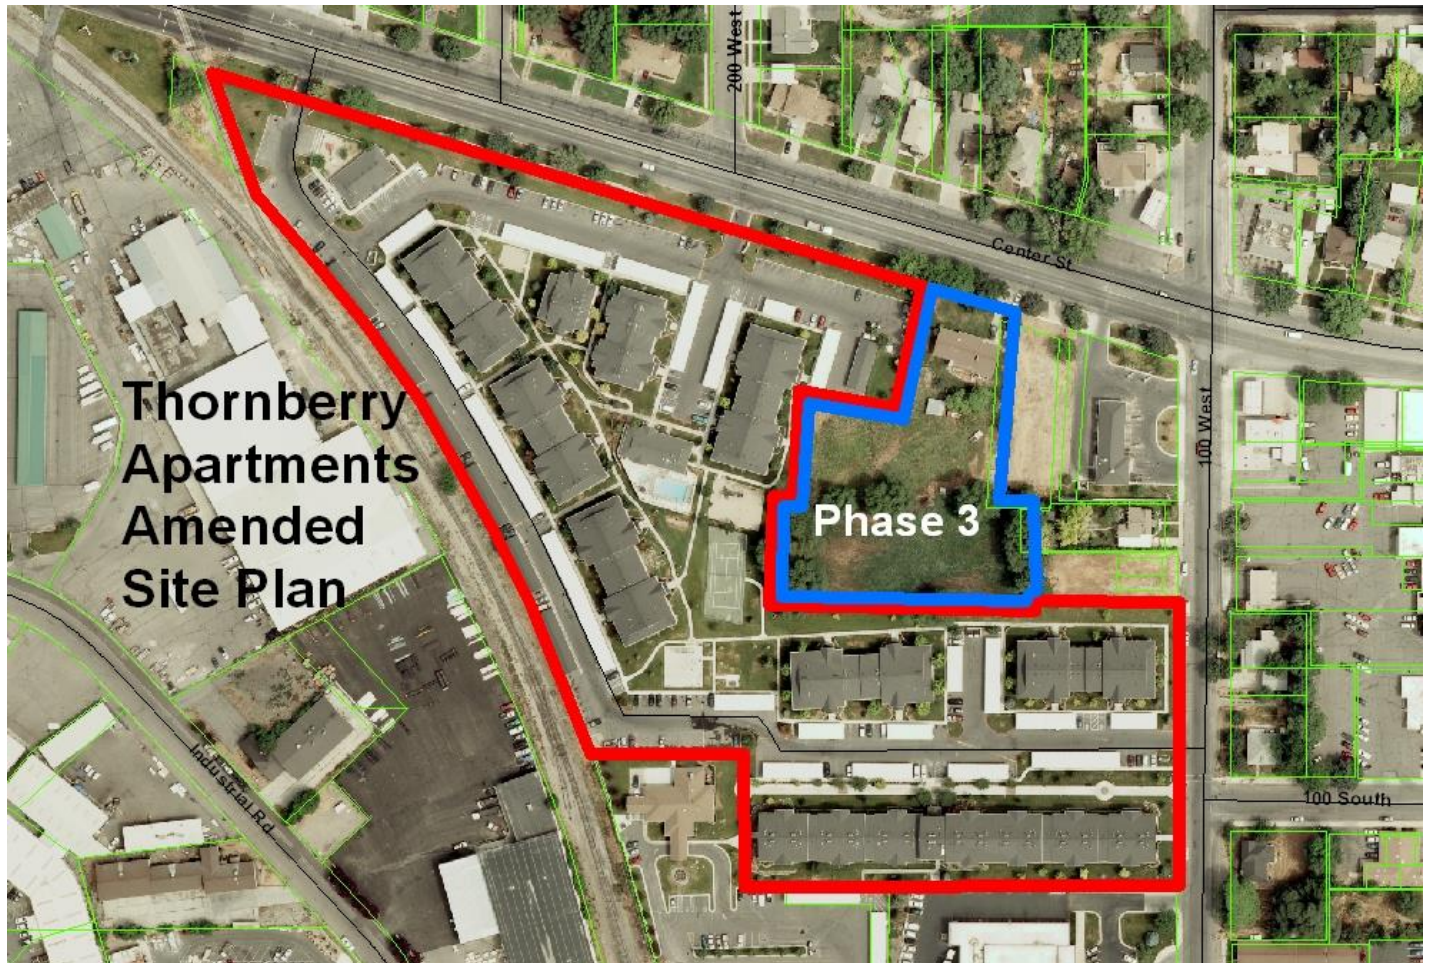 200 West
Center St
Thornberry
Apartments
Amended
Site Plan
100 West
Phase 3
Industrial Rd
100 South